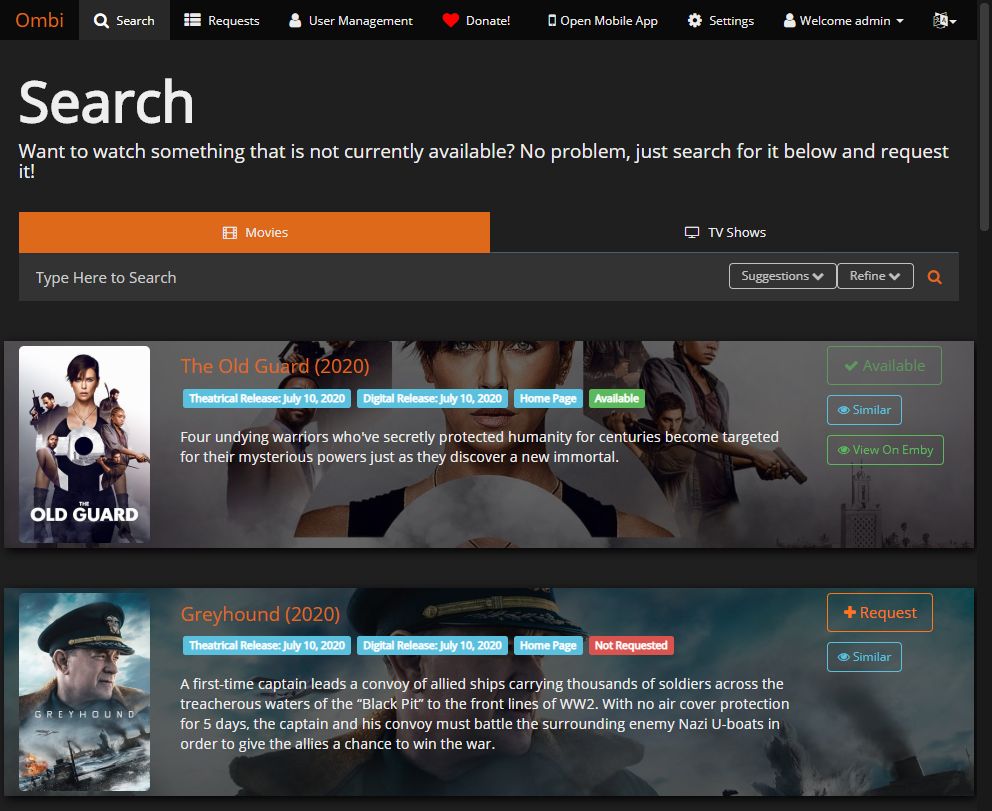 Ombi Search Requests User Management Donate! Open Mobile App Settings Welcome admin
Search
Want to watch something that is not currently available? No problem, just search for it below and request
it!
Movies TV Shows
Type Here to Search Suggestions Refine
The Old Guard (2020) Available
Theatrical Release: July 10, 2020 Digital Release: July 10, 2020 Home Page Available
Similar
Four undying warriors who've secretly protected humanity for centuries become targeted
for their mysterious powers just as they discover a new immortal.
View On Emby
THE
OLD GUARD
Greyhound (2020) Request
Theatrical Release: July 10, 2020 Digital Release: July 10, 2020 Home Page Not Requested
Similar
A first-time captain leads a convoy of allied ships carrying thousands of soldiers across the
treacherous waters of the “Black Pit” to the front lines of WW2. With no air cover protection
for 5 days, the captain and his convoy must battle the surrounding enemy Nazi U-boats in
order to give the allies a chance to win the war.
GREYHOUND